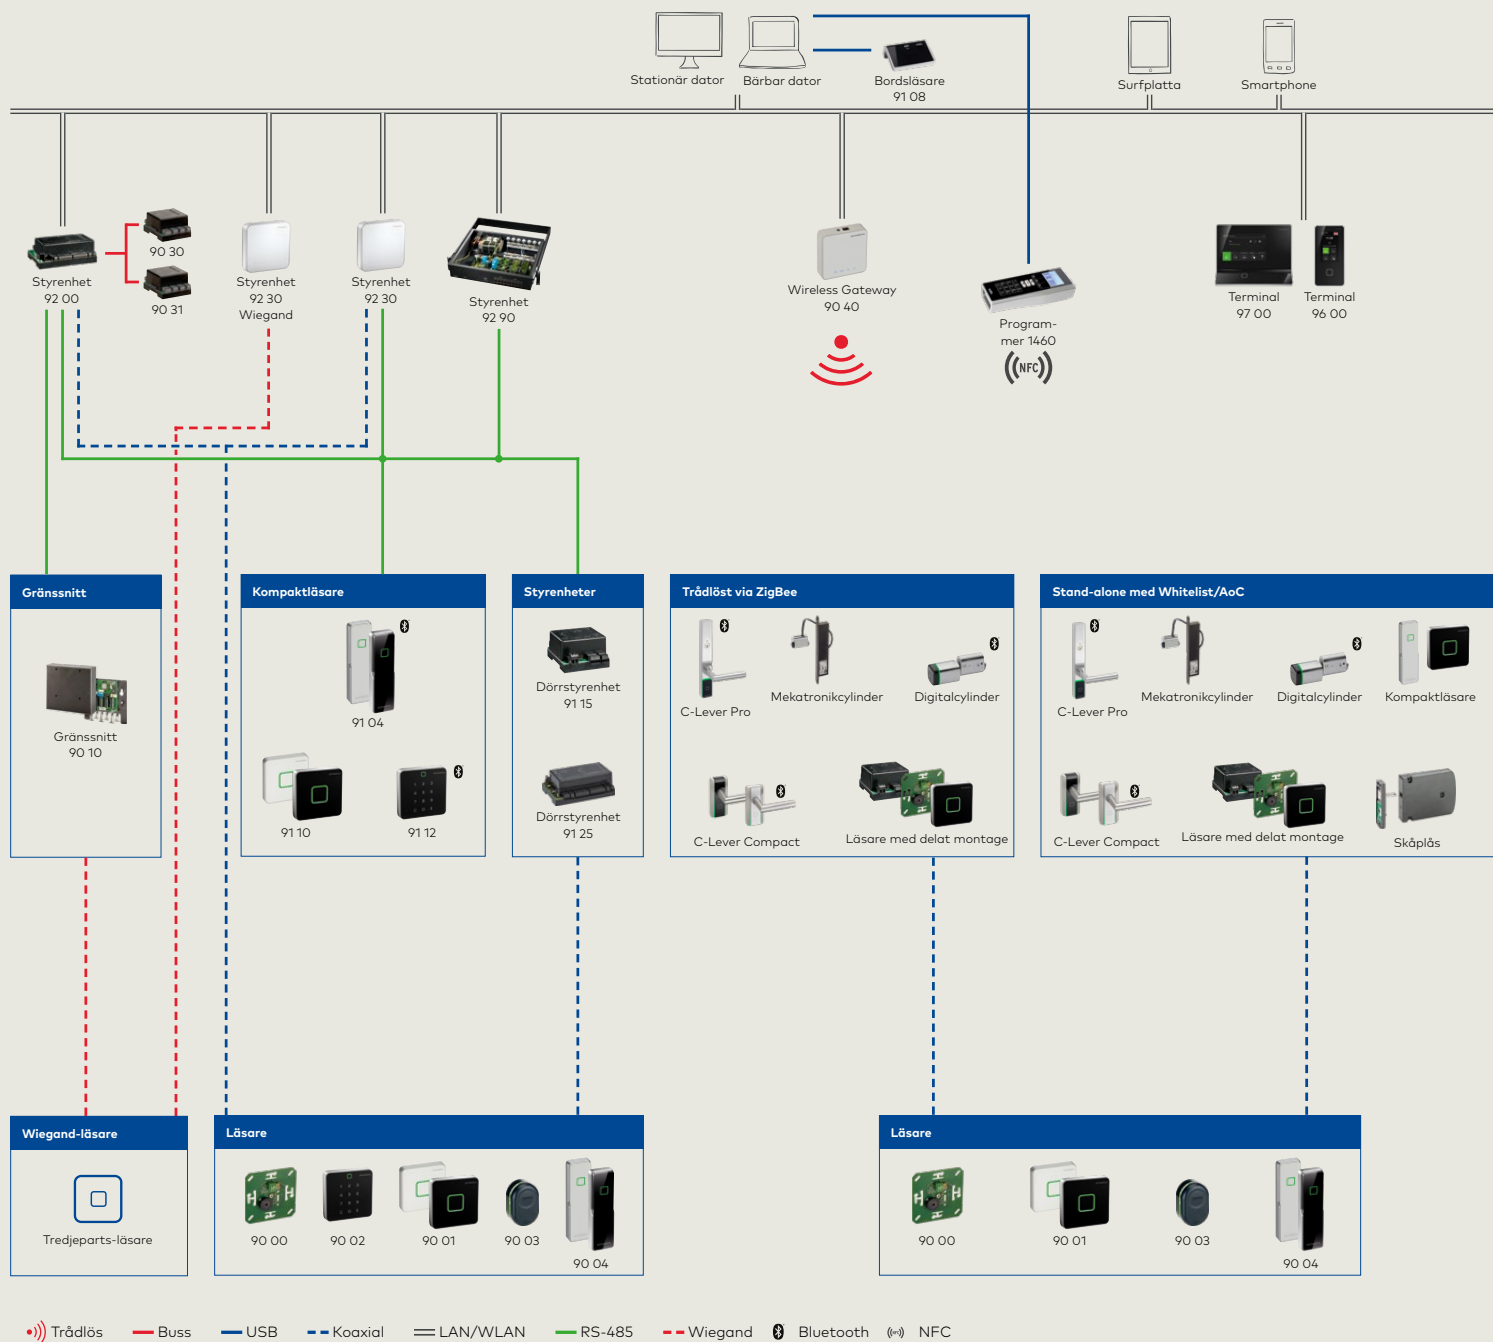 Stationär dator
Bärbar dator
Bordsläsare
91 08
Surfplatta
Smartphone
Styrenhet
92 00
90 30
90 31
Styrenhet
92 30
Wiegand
Styrenhet
92 30
Styrenhet
92 90
Wireless Gateway
90 40
Program-
mer 1460
NFC
Terminal
97 00
Terminal
96 00
Gränssnitt
Gränssnitt
90 10
Kompaktläsare
91 04
91 10
91 12
Styrenheter
Dörrstyrenhet
91 15
Dörrstyrenhet
91 25
Trådlöst via ZigBee
C-Lever Pro
Mekatronikcylinder
Digitalcylinder
C-Lever Compact
Läsare med delat montage
Stand-alone med Whitelist/AoC
C-Lever Pro
Mekatronikcylinder
Digitalcylinder
Kompaktläsare
C-Lever Compact
Läsare med delat montage
Skåplås
Wiegand-läsare
Tredjeparts-läsare
Läsare
90 00
90 02
90 01
90 03
90 04
Läsare
90 00
90 01
90 03
90 04
Trådlös
Buss
USB
Koaxial
LAN/WLAN
RS-485
Wiegand
Bluetooth
NFC